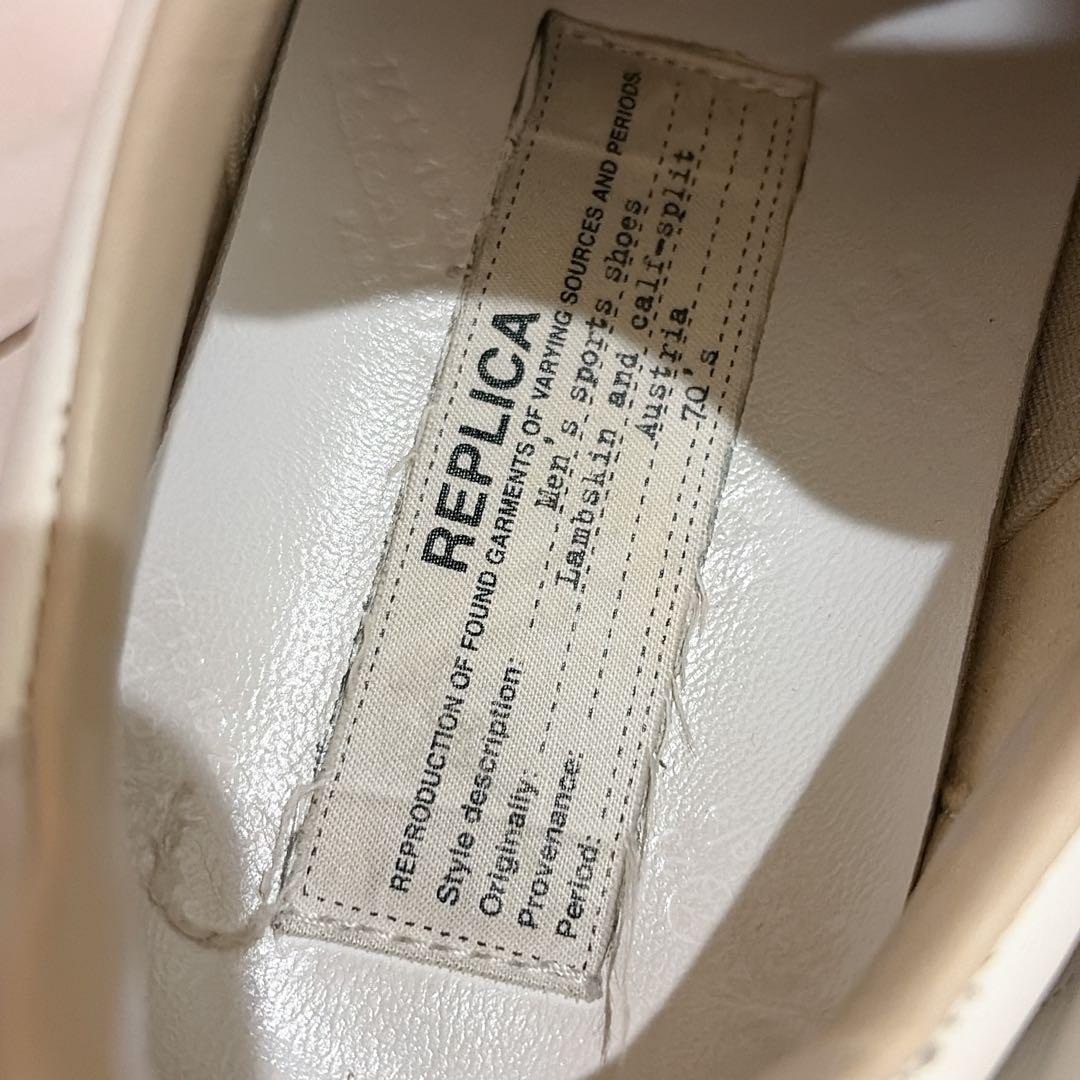 REPLICA
REPRODUCTION OF FOUND GARMENTS OF VARYING SOURCES AND PERIODS
Style description: Men's sports shoes
Originally: Lambskin and calf-split
Provenance: Austria
Period: 70's